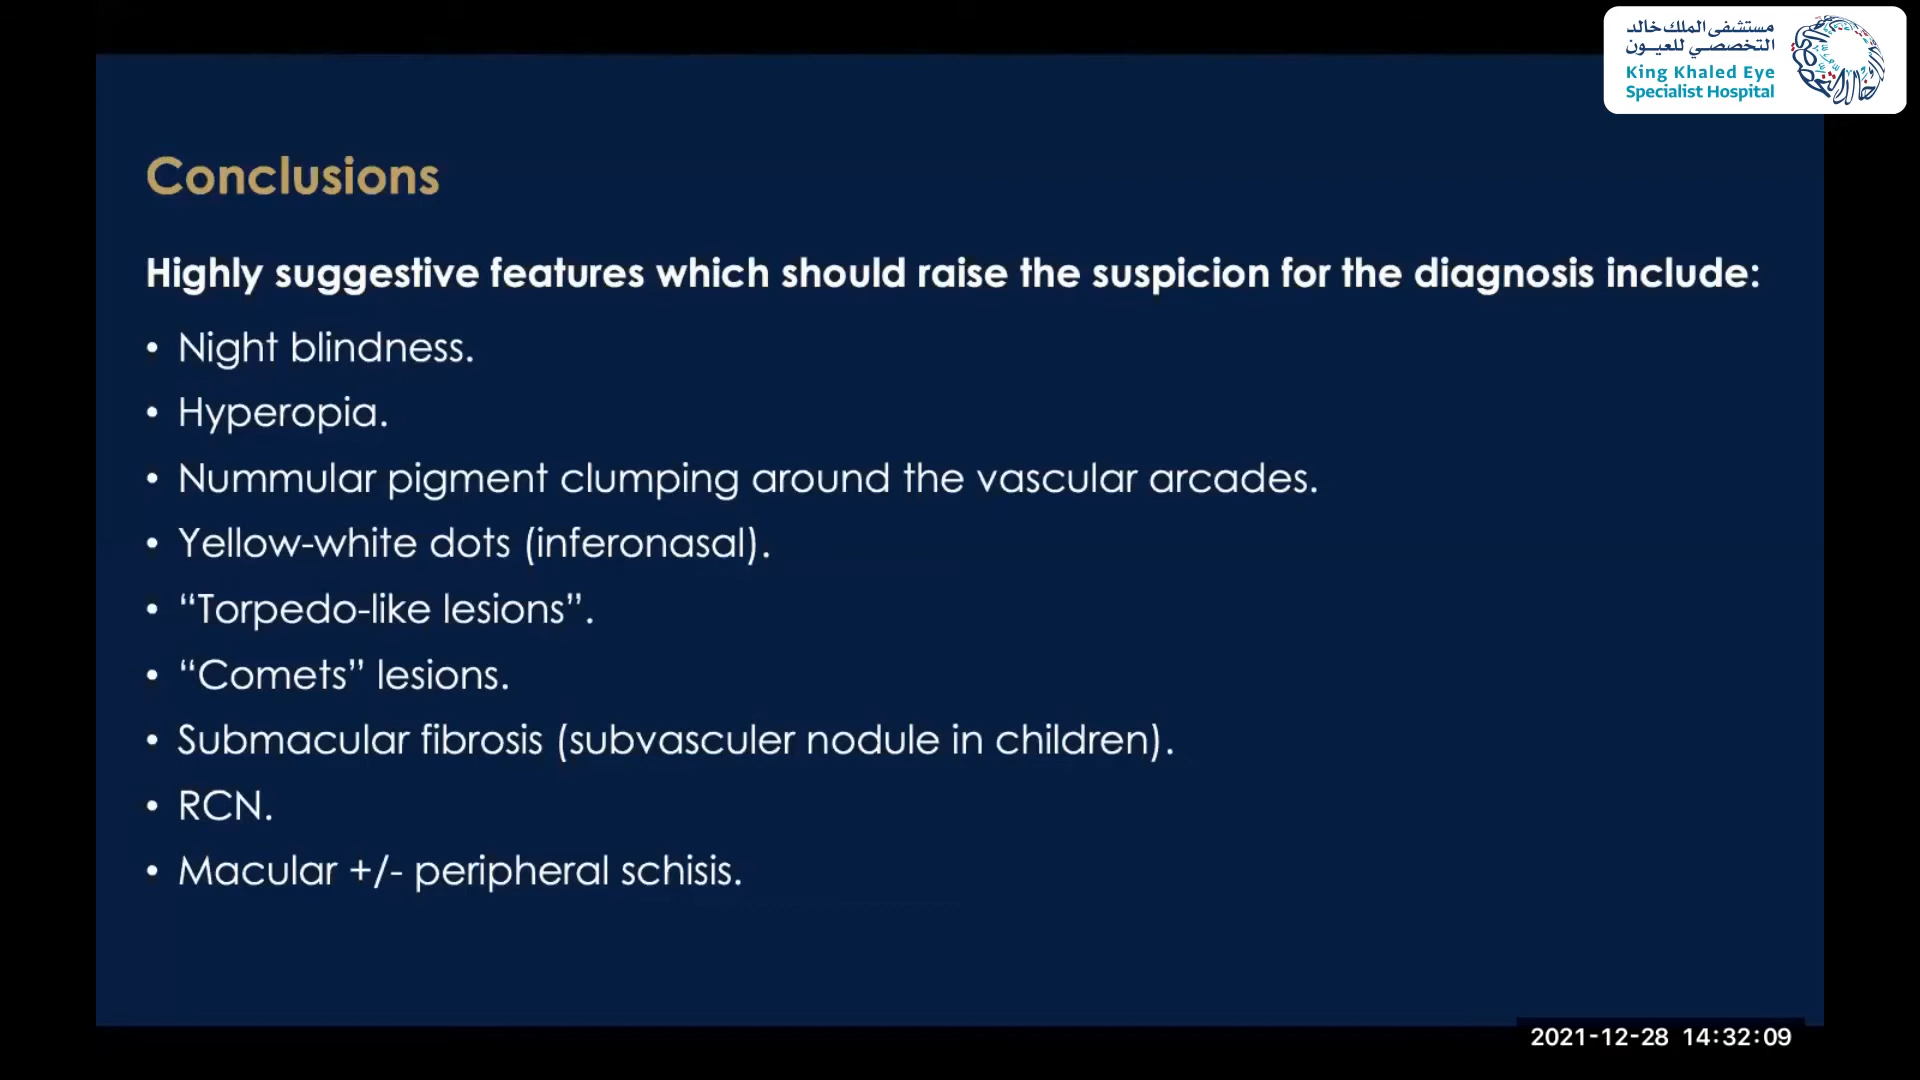 مستشفى الملك خالد
التخصصي للعيون
King Khaled Eye
Specialist Hospital
Conclusions
Highly suggestive features which should raise the suspicion for the diagnosis include:
• Night blindness.
• Hyperopia.
• Nummular pigment clumping around the vascular arcades.
• Yellow-white dots (inferonasal).
• “Torpedo-like lesions”.
• “Comets” lesions.
• Submacular fibrosis (subvasculer nodule in children).
• RCN.
• Macular +/- peripheral schisis.
2021-12-28 14:32:09